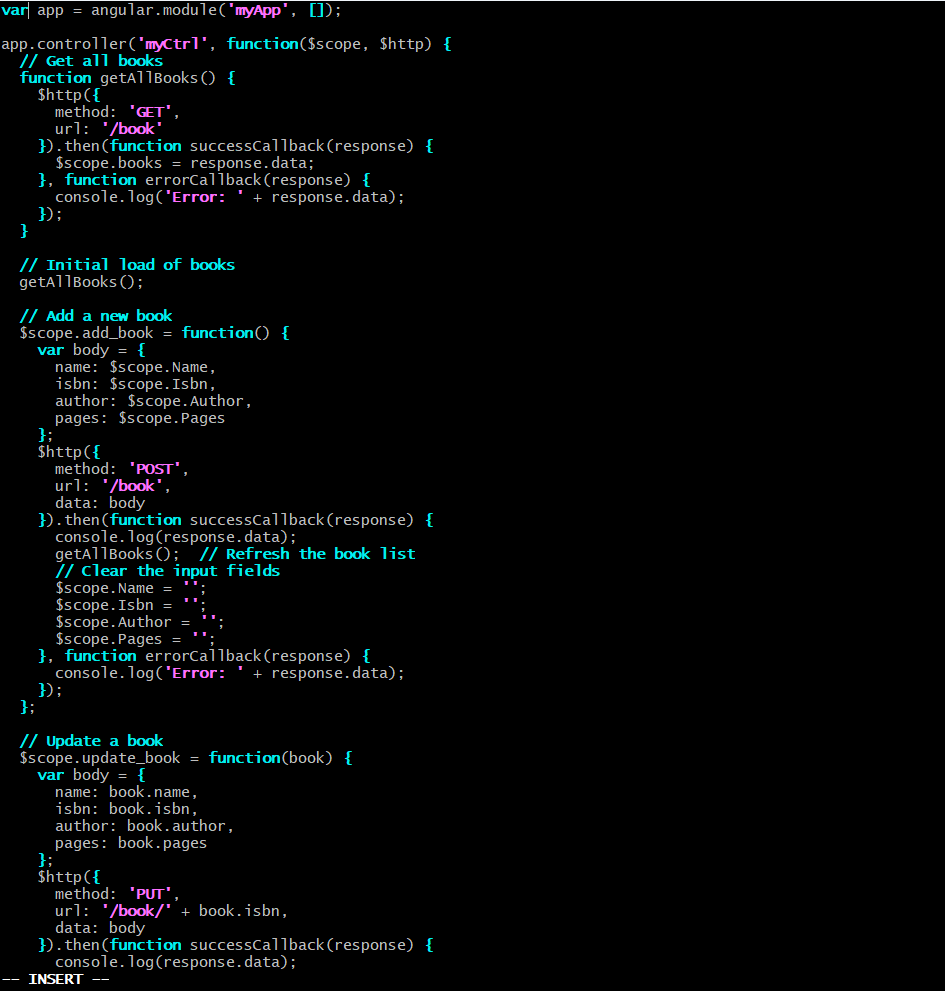 var app = angular.module('myApp', []);

app.controller('myCtrl', function($scope, $http) {
  // Get all books
  function getAllBooks() {
    $http({
      method: 'GET',
      url: '/book'
    }).then(function successCallback(response) {
      $scope.books = response.data;
    }, function errorCallback(response) {
      console.log('Error: ' + response.data);
    });
  }

  // Initial load of books
  getAllBooks();

  // Add a new book
  $scope.add_book = function() {
    var body = {
      name: $scope.Name,
      isbn: $scope.Isbn,
      author: $scope.Author,
      pages: $scope.Pages
    };
    $http({
      method: 'POST',
      url: '/book',
      data: body
    }).then(function successCallback(response) {
      console.log(response.data);
      getAllBooks();  // Refresh the book list
      // Clear the input fields
      $scope.Name = '';
      $scope.Isbn = '';
      $scope.Author = '';
      $scope.Pages = '';
    }, function errorCallback(response) {
      console.log('Error: ' + response.data);
    });
  };

  // Update a book
  $scope.update_book = function(book) {
    var body = {
      name: book.name,
      isbn: book.isbn,
      author: book.author,
      pages: book.pages
    };
    $http({
      method: 'PUT',
      url: '/book/' + book.isbn,
      data: body
    }).then(function successCallback(response) {
      console.log(response.data);
-- INSERT --